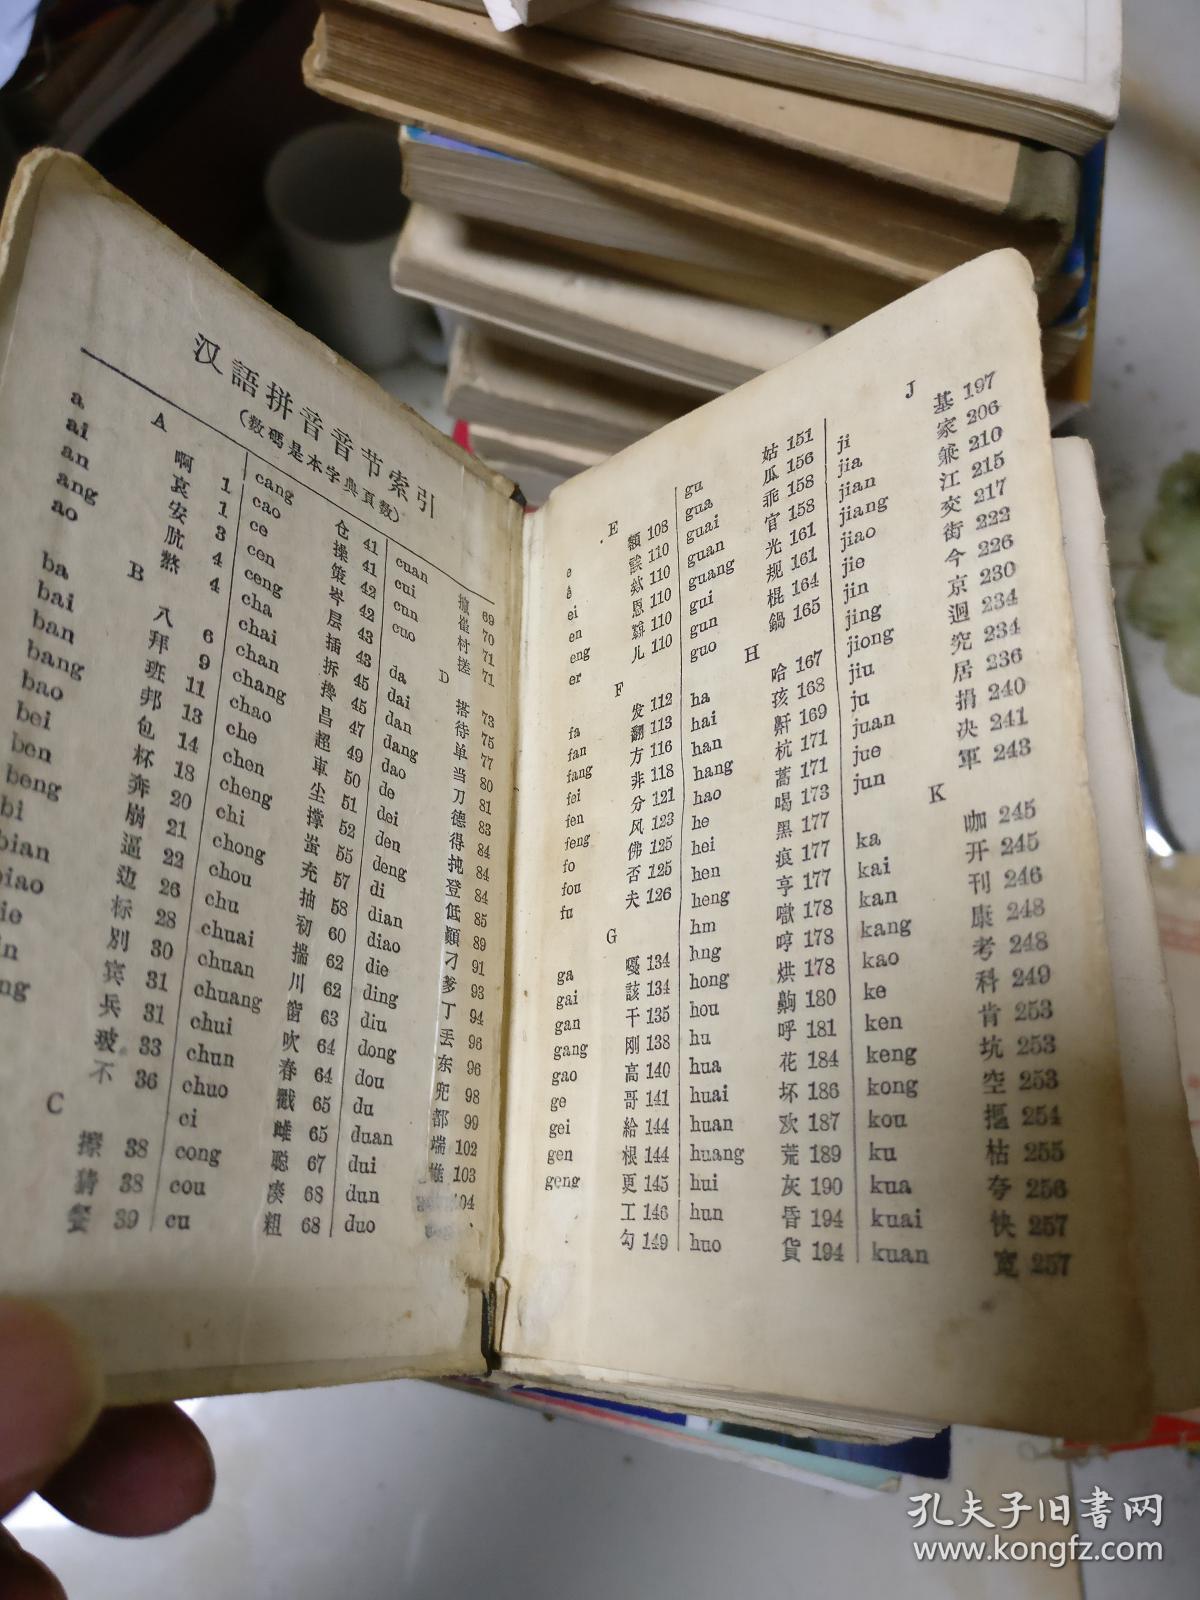 汉語拼音音节索引
(数碼是本字典頁数)
A
a 啊 1
ai 哀 1
an 安 3
ang 肮 4
ao 熬 4
B
ba 八 6
bai 拜 9
ban 班 11
bang 邦 13
bao 包 14
bei 杯 18
ben 奔 20
beng 崩 21
bi 逼 22
bian 边 26
biao 标 28
ie 別 30
in 宾 31
ng 兵 31
玻 33
不 36
C
擦 38
猜 38
餐 39
cang 仓 41
cao 操 41
ce 策 42
cen 岑 42
ceng 层 43
cha 插 43
chai 拆 45
chan 搀 45
chang 昌 47
chao 超 49
che 車 50
chen 尘 51
cheng 撑 52
chi 蚩 55
chong 充 57
chou 抽 58
chu 初 60
chuai 揣 62
chuan 川 62
chuang 窗 63
chui 吹 64
chun 春 64
chuo 戳 65
ci 雌 65
cong 聪 67
cou 凑 68
cu 粗 68
cuan 69
cui 崔 70
cun 村 71
cuo 搓 71
D
da 搭 73
dai 待 75
dan 单 77
dang 当 80
dao 刀 81
de 德 83
dei 得 84
den 扽 84
deng 登 84
di 低 85
dian 顛 89
diao 刁 91
die 爹 93
ding 丁 94
diu 丢 96
dong 东 96
dou 兜 98
du 都 99
duan 端 102
dui 堆 103
dun 104
duo
E
e 額 108
ê 誒 110
ei 欸 110
en 恩 110
eng 鞥 110
er 儿 110
F
fa 发 112
fan 翻 113
fang 方 116
fei 非 118
fen 分 121
feng 风 123
fo 佛 125
fou 否 125
fu 夫 126
G
ga 嘎 134
gai 該 134
gan 干 135
gang 刚 138
gao 高 140
ge 哥 141
gei 給 144
gen 根 144
geng 更 145
工 146
勾 149
gu 姑 151
gua 瓜 156
guai 乖 158
guan 官 158
guang 光 161
gui 规 161
gun 棍 164
guo 鍋 165
H
ha 哈 167
hai 孩 168
han 鼾 169
hang 杭 171
hao 蒿 171
he 喝 173
hei 黑 177
hen 痕 177
heng 亨 177
hm 噷 178
hng 哼 178
hong 烘 178
hou 齁 180
hu 呼 181
hua 花 184
huai 坏 186
huan 欢 187
huang 荒 189
hui 灰 190
hun 昏 194
huo 貨 194
J
ji 基 197
jia 家 206
jian 兼 210
jiang 江 215
jiao 交 217
jie 街 222
jin 今 226
jing 京 230
jiong 迥 234
jiu 究 234
ju 居 236
juan 捐 240
jue 决 241
jun 軍 243
K
ka 咖 245
kai 开 245
kan 刊 246
kang 康 248
kao 考 248
ke 科 249
ken 肯 253
keng 坑 253
kong 空 253
kou 摳 254
ku 枯 255
kua 夸 256
kuai 快 257
kuan 宽 257
孔夫子旧书网
www.kongfz.com